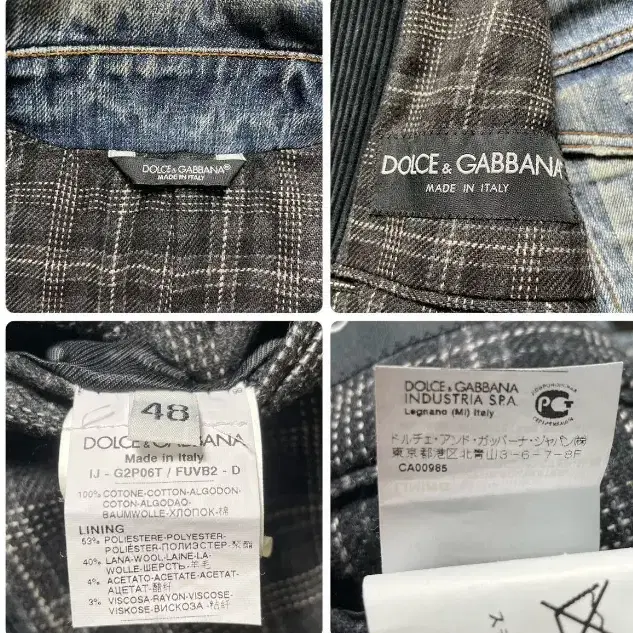 DOLCE & GABBANA®
MADE IN ITALY
DOLCE & GABBANA
MADE IN ITALY
48
DOLCE & GABBANA
Made in Italy
IJ - G2P06T / FUVB2 - D
100% COTONE-COTTON-ALGODON-
COTON-ALGODAO-
BAUMWOLLE-ХЛОПОК-棉
LINING
53% POLIESTERE-POLYESTER-
POLIÉSTER-ПОЛИЭСТЕР-聚酯
40% LANA-WOOL-LAINE-LA-
WOLLE-ШЕРСТЬ-羊毛
4% ACETATO-ACETATE-ACETAT-
АЦЕТАТ-醋纤
3% VISCOSA-RAYON-VISCOSE-
VISKOSE-ВИСКОЗА-粘纤
DOLCE & GABBANA
INDUSTRIA S.P.A.
Legnano (Mi) Italy
ドルチェ・アンド・ガッバーナ・ジャパン(株)
東京都港区北青山3-6-7-8F
CA00985